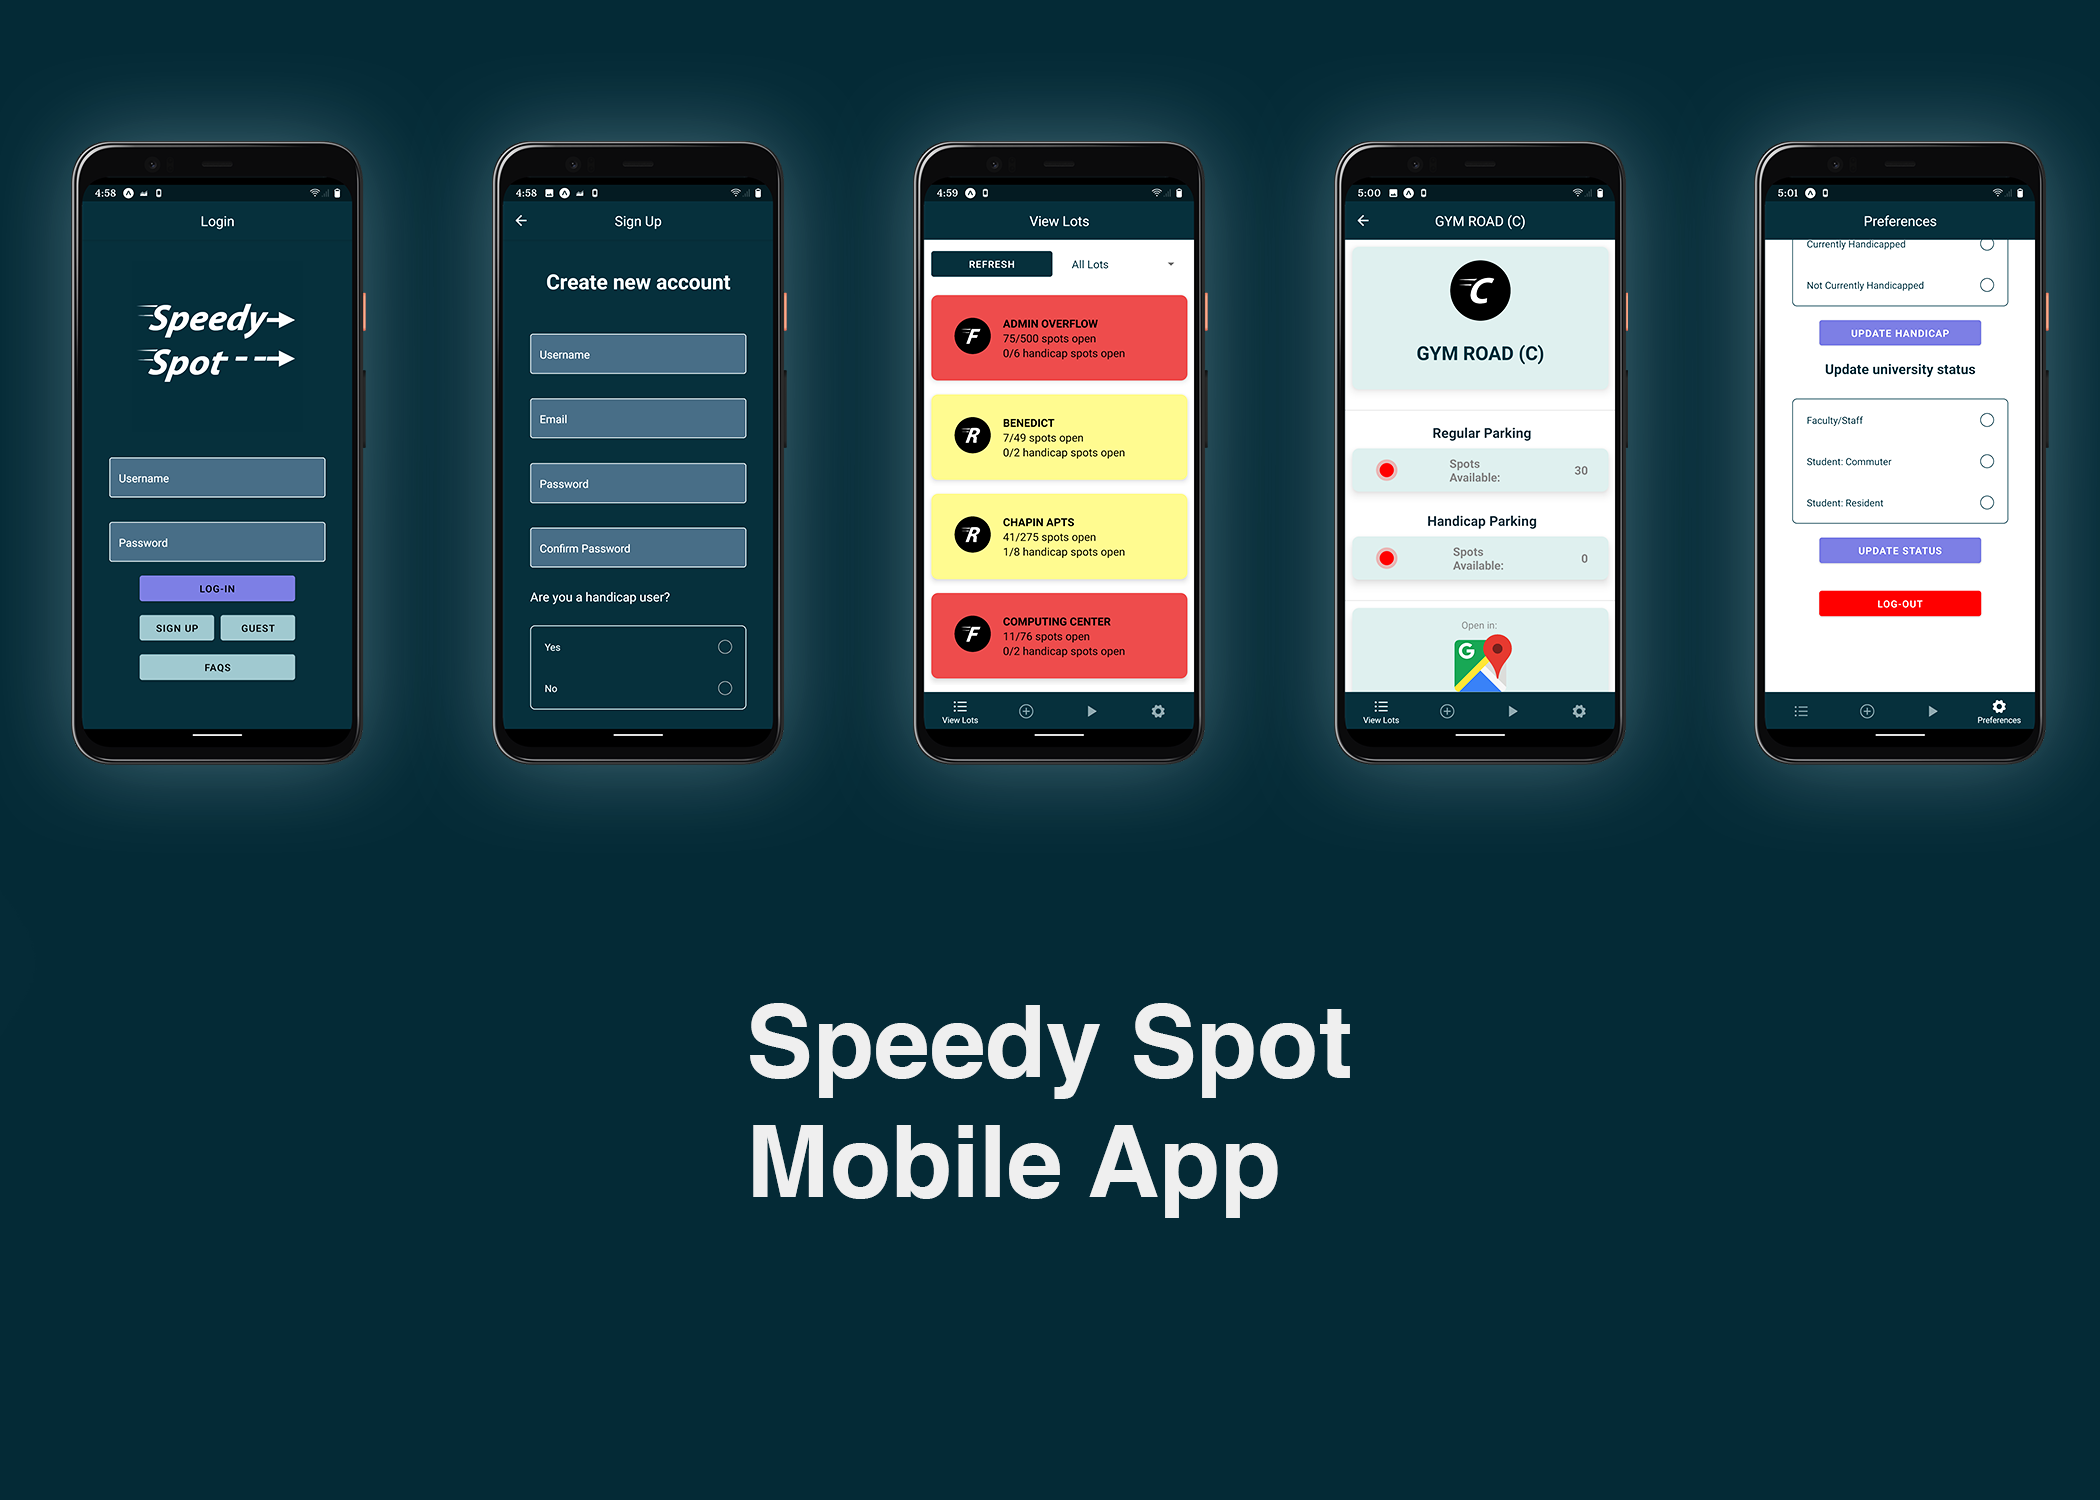 4:58
Login
Speedy
Spot
Username
Password
LOG-IN
SIGN UP GUEST
FAQS
4:58
Sign Up
Create new account
Username
Email
Password
Confirm Password
Are you a handicap user?
Yes
No
4:59
View Lots
REFRESH All Lots
F
ADMIN OVERFLOW
75/500 spots open
0/6 handicap spots open
R
BENEDICT
7/49 spots open
0/2 handicap spots open
R
CHAPIN APTS
41/275 spots open
1/8 handicap spots open
F
COMPUTING CENTER
11/76 spots open
0/2 handicap spots open
View Lots
5:00
GYM ROAD (C)
C
GYM ROAD (C)
Regular Parking
Spots
Available: 30
Handicap Parking
Spots
Available: 0
Open in:
G
View Lots
5:01
Preferences
Currently Handicapped
Not Currently Handicapped
UPDATE HANDICAP
Update university status
Faculty/Staff
Student: Commuter
Student: Resident
UPDATE STATUS
LOG-OUT
Preferences
Speedy Spot
Mobile App